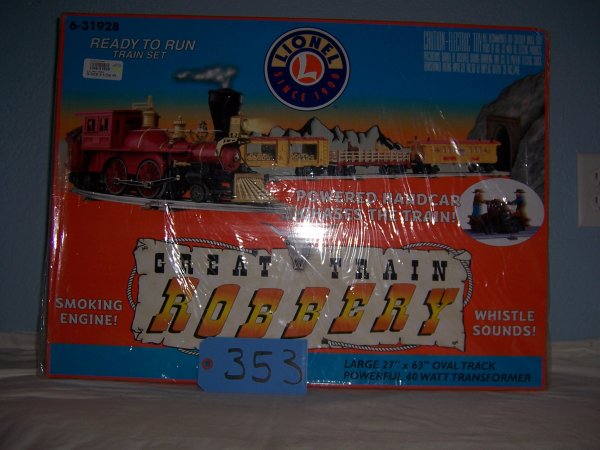 6-31928
READY TO RUN
TRAIN SET
LIONEL
L
SINCE 1900
POWERED HANDCAR
CHASES THE TRAIN!
GREAT TRAIN
ROBBERY
SMOKING
ENGINE!
WHISTLE
SOUNDS!
353
LARGE 27" x 63" OVAL TRACK
POWERFUL 40 WATT TRANSFORMER